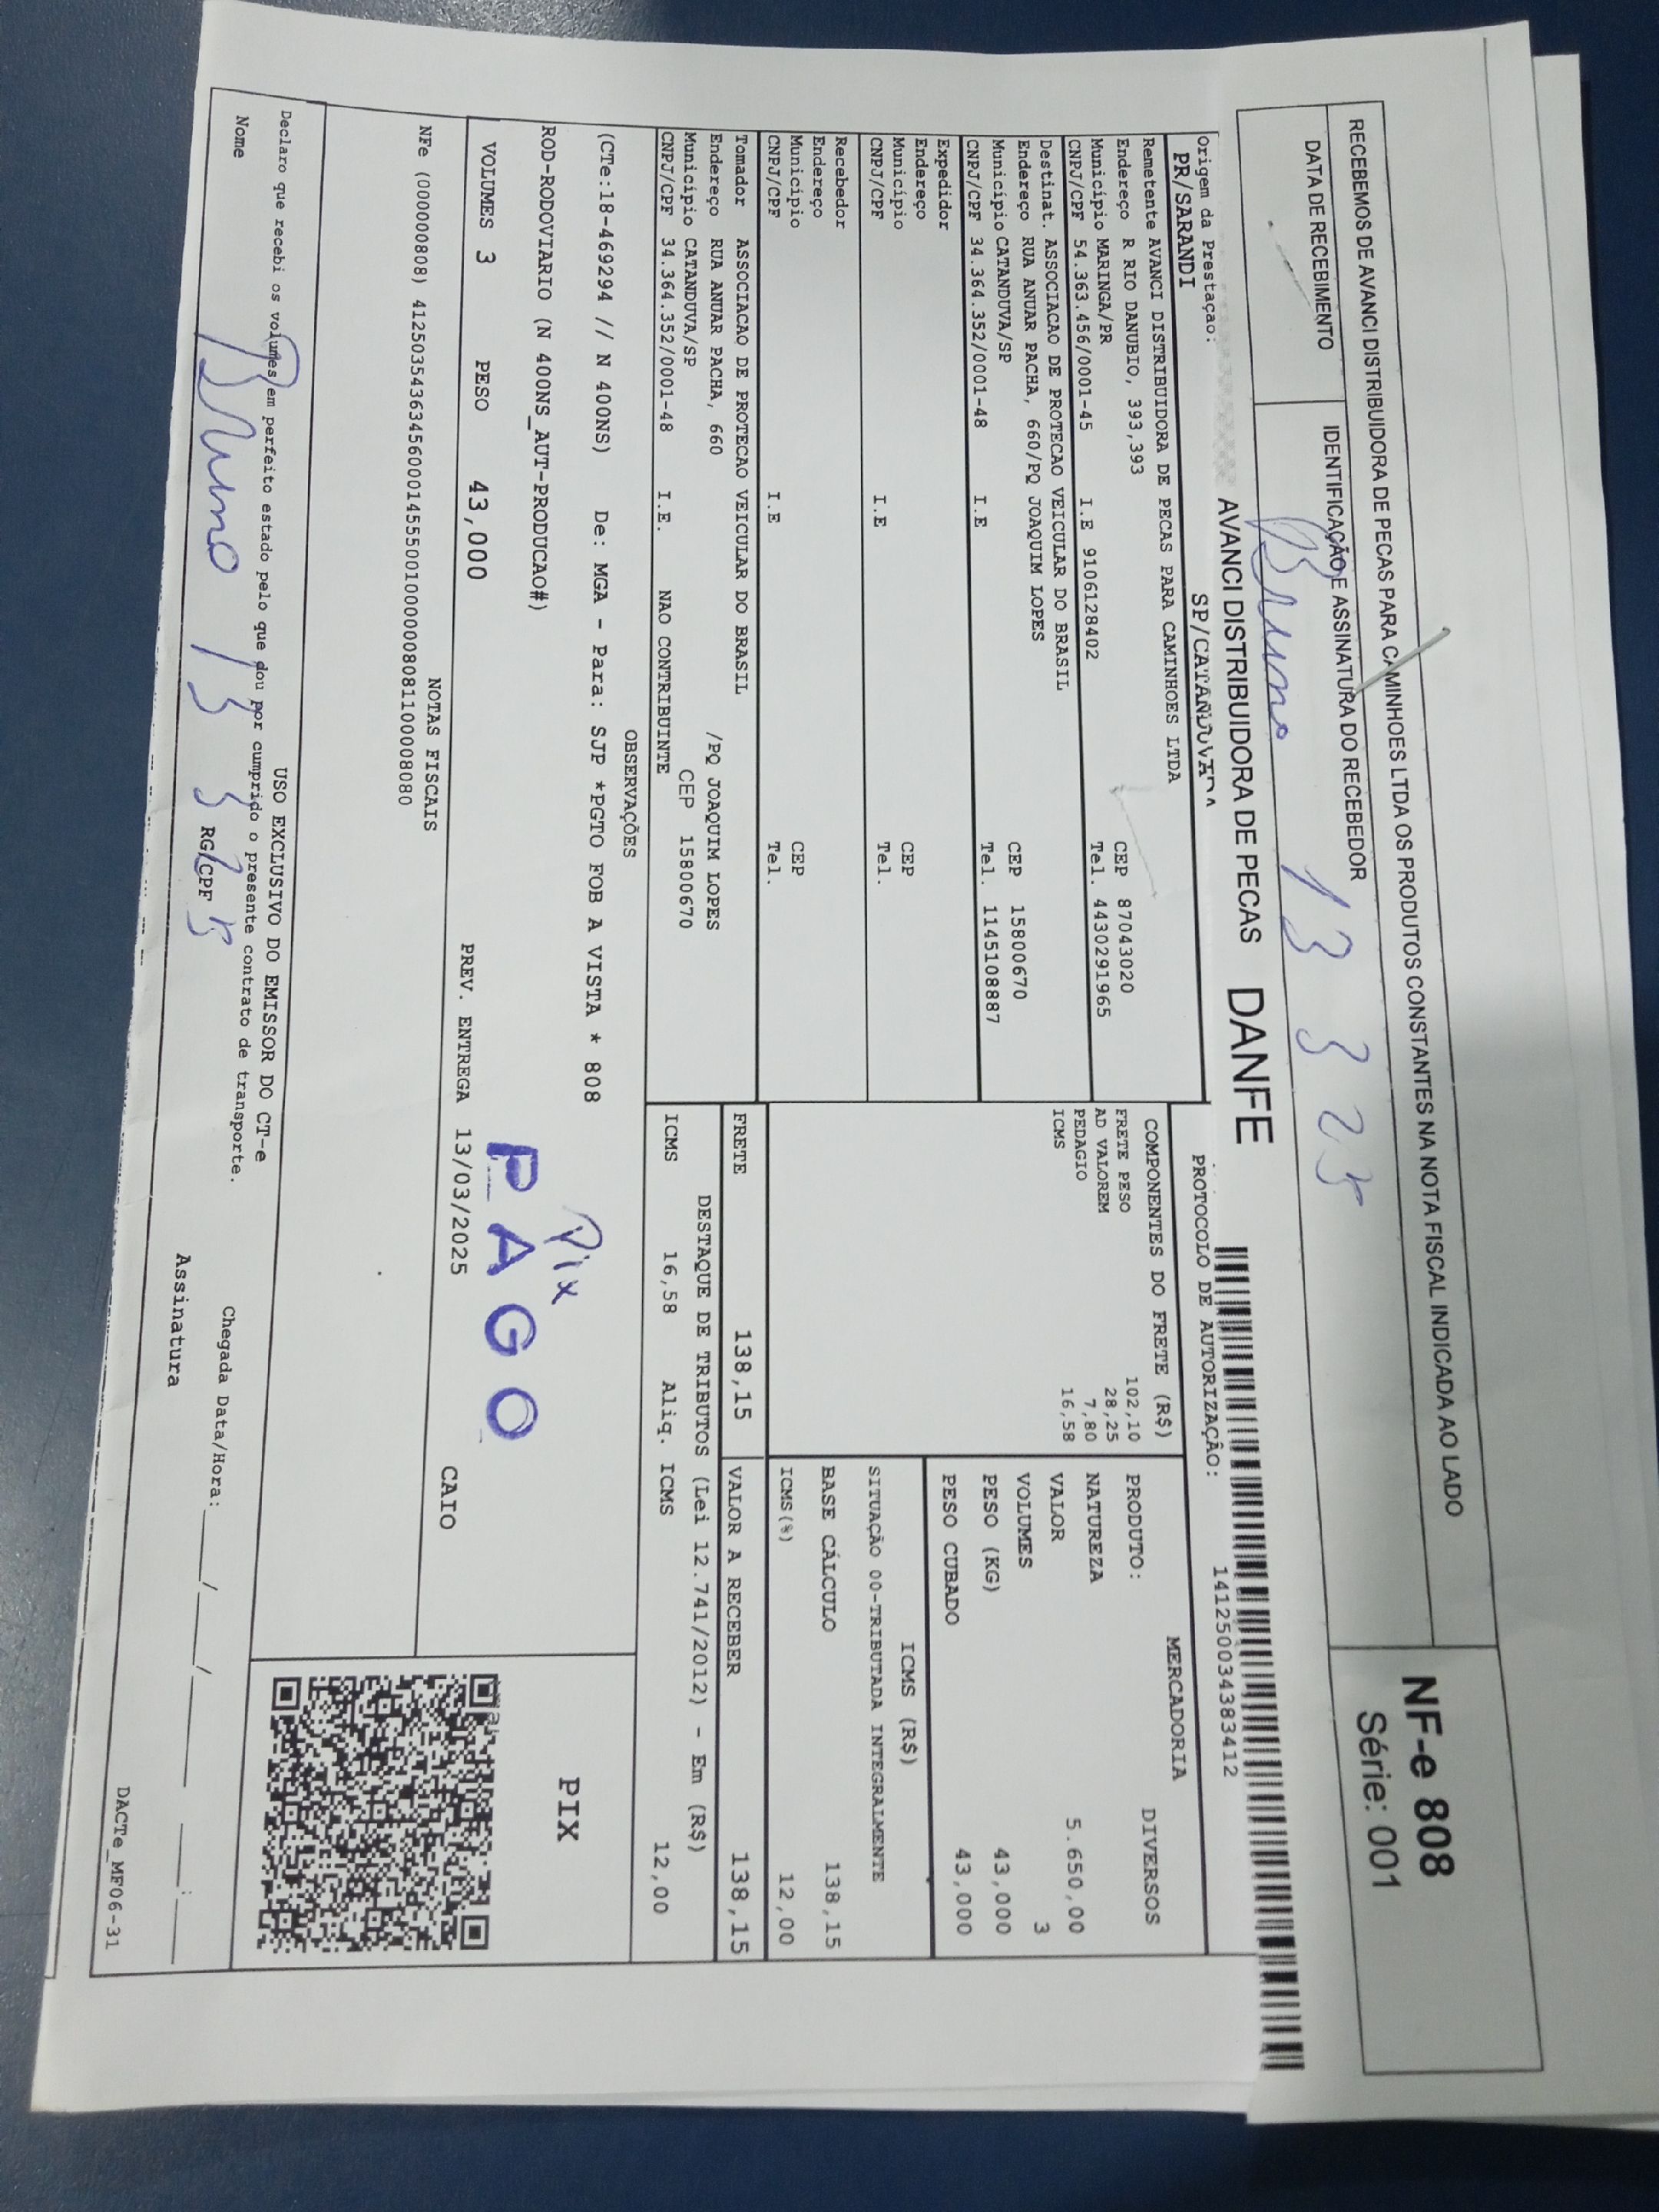 RECEBEMOS DE AVANCI DISTRIBUIDORA DE PECAS PARA CAMINHOES LTDA OS PRODUTOS CONSTANTES NA NOTA FISCAL INDICADA AO LADO
DATA DE RECEBIMENTO
IDENTIFICAÇÃO E ASSINATURA DO RECEBEDOR
Bruno 13 3 25
NF-e 808
Série: 001
AVANCI DISTRIBUIDORA DE PECAS DANFE
Origem da Prestaçao:
PR/SARANDI
SP/CATANDUVA
PROTOCOLO DE AUTORIZAÇÃO: 141250034383412
Remetente AVANCI DISTRIBUIDORA DE PECAS PARA CAMINHOES LTDA
Endereço R RIO DANUBIO, 393,393 CEP 87043020
Município MARINGA/PR Tel. 4430291965
CNPJ/CPF 54.363.456/0001-45 I.E 9106128402
Destinat. ASSOCIACAO DE PROTECAO VEICULAR DO BRASIL
Endereço RUA ANUAR PACHA, 660/PQ JOAQUIM LOPES CEP 15800670
Município CATANDUVA/SP Tel. 1145108887
CNPJ/CPF 34.364.352/0001-48 I.E
Expedidor
Endereço
Município CEP
CNPJ/CPF I.E Tel.
Recebedor
Endereço
Município CEP
CNPJ/CPF I.E Tel.
Tomador ASSOCIACAO DE PROTECAO VEICULAR DO BRASIL
Endereço RUA ANUAR PACHA, 660 /PQ JOAQUIM LOPES
Município CATANDUVA/SP CEP 15800670
CNPJ/CPF 34.364.352/0001-48 I.E. NAO CONTRIBUINTE
COMPONENTES DO FRETE (R$)
FRETE PESO 102,10
AD VALOREM 28,25
PEDAGIO 7,80
ICMS 16,58
MERCADORIA
PRODUTO: DIVERSOS
NATUREZA
VALOR 5.650,00
VOLUMES 3
PESO (KG) 43,000
PESO CUBADO 43,000
ICMS (R$)
SITUAÇÃO 00-TRIBUTADA INTEGRALMENTE
BASE CÁLCULO 138,15
ICMS(%) 12,00
FRETE 138,15 VALOR A RECEBER 138,15
DESTAQUE DE TRIBUTOS (Lei 12.741/2012) - Em (R$)
ICMS 16,58 Aliq. ICMS 12,00
OBSERVAÇÕES
(CTe:18-469294 // N 400NS) De: MGA - Para: SJP *PGTO FOB A VISTA * 808
ROD-RODOVIARIO (N 400NS_AUT-PRODUCAO#)
Pix
PAGO
PIX
VOLUMES 3 PESO 43,000 PREV. ENTREGA 13/03/2025 CAIO
NOTAS FISCAIS
NFe (000000808) 41250354363456000145550010000008081100008080
USO EXCLUSIVO DO EMISSOR DO CT-e
Declaro que recebi os volumes em perfeito estado pelo que dou por cumprido o presente contrato de transporte.
Nome Bruno 13 3 25 RG/CPF
Chegada Data/Hora: ___/___/___ ___:___
Assinatura
DACTe_MF06-31